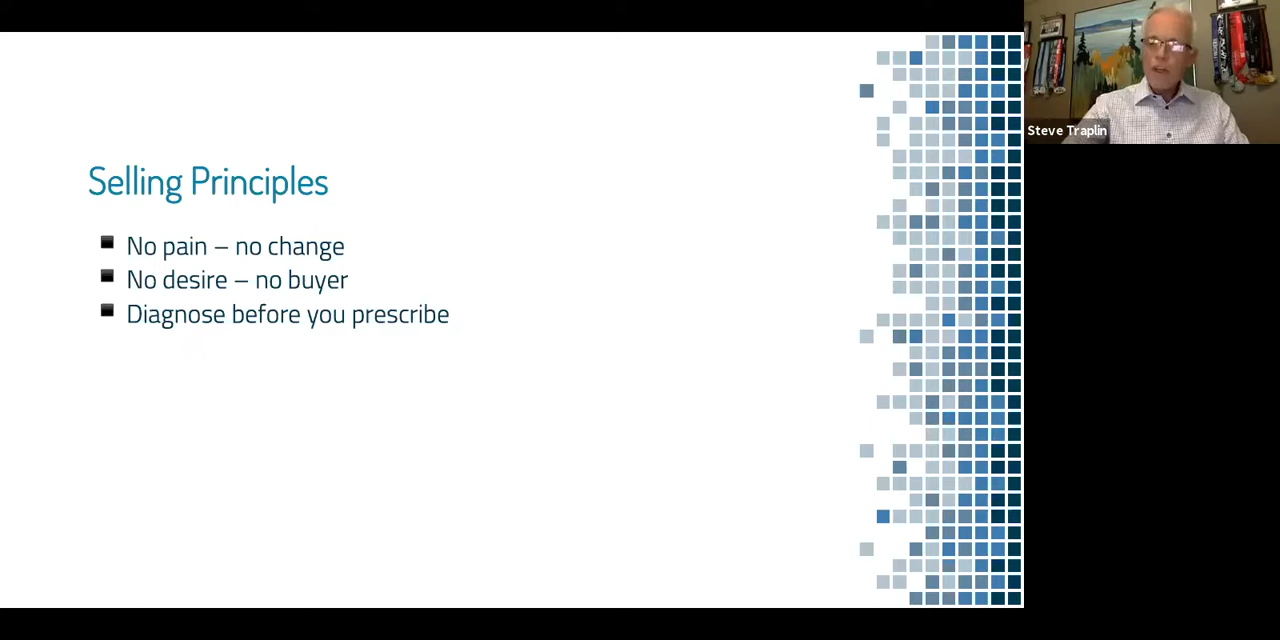 Selling Principles
No pain – no change
No desire – no buyer
Diagnose before you prescribe
Steve Traplin